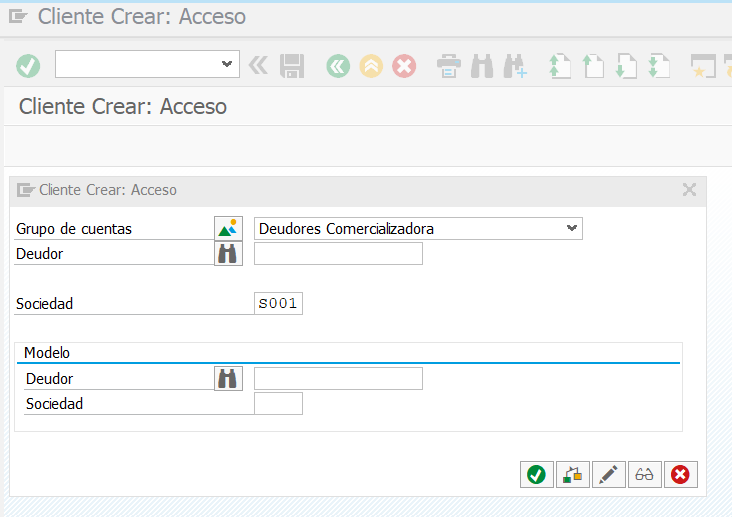 Cliente Crear: Acceso
Cliente Crear: Acceso
Cliente Crear: Acceso
Grupo de cuentas Deudores Comercializadora
Deudor
Sociedad S001
Modelo
Deudor
Sociedad